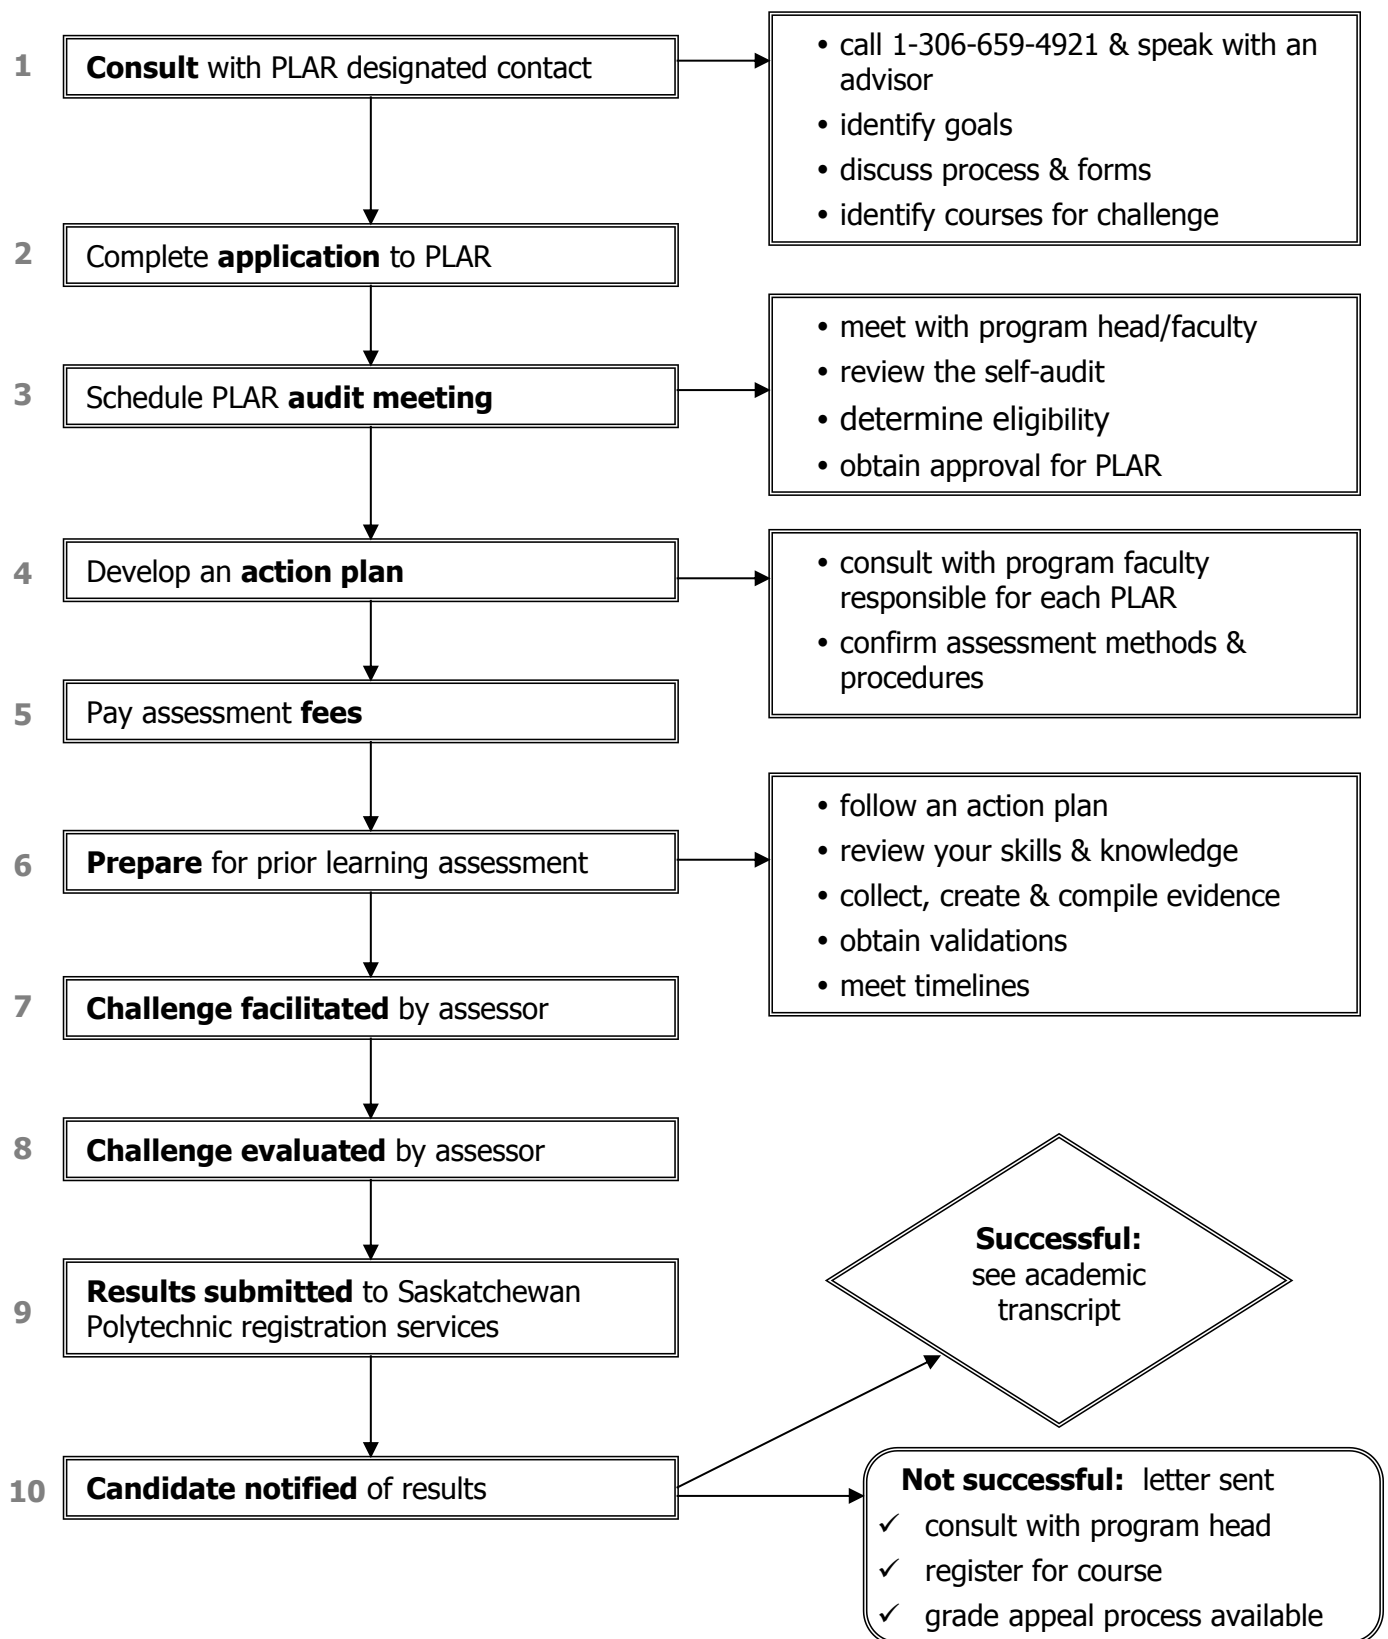 1
Consult with PLAR designated contact
• call 1-306-659-4921 & speak with an
advisor
• identify goals
• discuss process & forms
• identify courses for challenge
2
Complete application to PLAR
3
Schedule PLAR audit meeting
• meet with program head/faculty
• review the self-audit
• determine eligibility
• obtain approval for PLAR
4
Develop an action plan
• consult with program faculty
responsible for each PLAR
• confirm assessment methods &
procedures
5
Pay assessment fees
6
Prepare for prior learning assessment
• follow an action plan
• review your skills & knowledge
• collect, create & compile evidence
• obtain validations
• meet timelines
7
Challenge facilitated by assessor
8
Challenge evaluated by assessor
9
Results submitted to Saskatchewan
Polytechnic registration services
10
Candidate notified of results
Successful:
see academic
transcript
Not successful: letter sent
✓ consult with program head
✓ register for course
✓ grade appeal process available